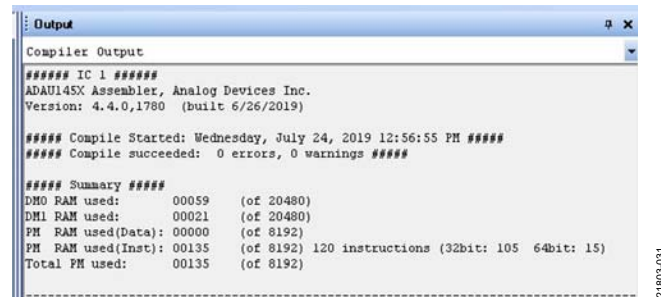 Output
Compiler Output
###### IC 1 ######
ADAU145X Assembler, Analog Devices Inc.
Version: 4.4.0,1780 (built 6/26/2019)
##### Compile Started: Wednesday, July 24, 2019 12:56:55 PM #####
##### Compile succeeded: 0 errors, 0 warnings #####
##### Summary #####
DM0 RAM used: 00059 (of 20480)
DM1 RAM used: 00021 (of 20480)
PM RAM used(Data): 00000 (of 8192)
PM RAM used(Inst): 00135 (of 8192) 120 instructions (32bit: 105 64bit: 15)
Total PM used: 00135 (of 8192)
21803-031